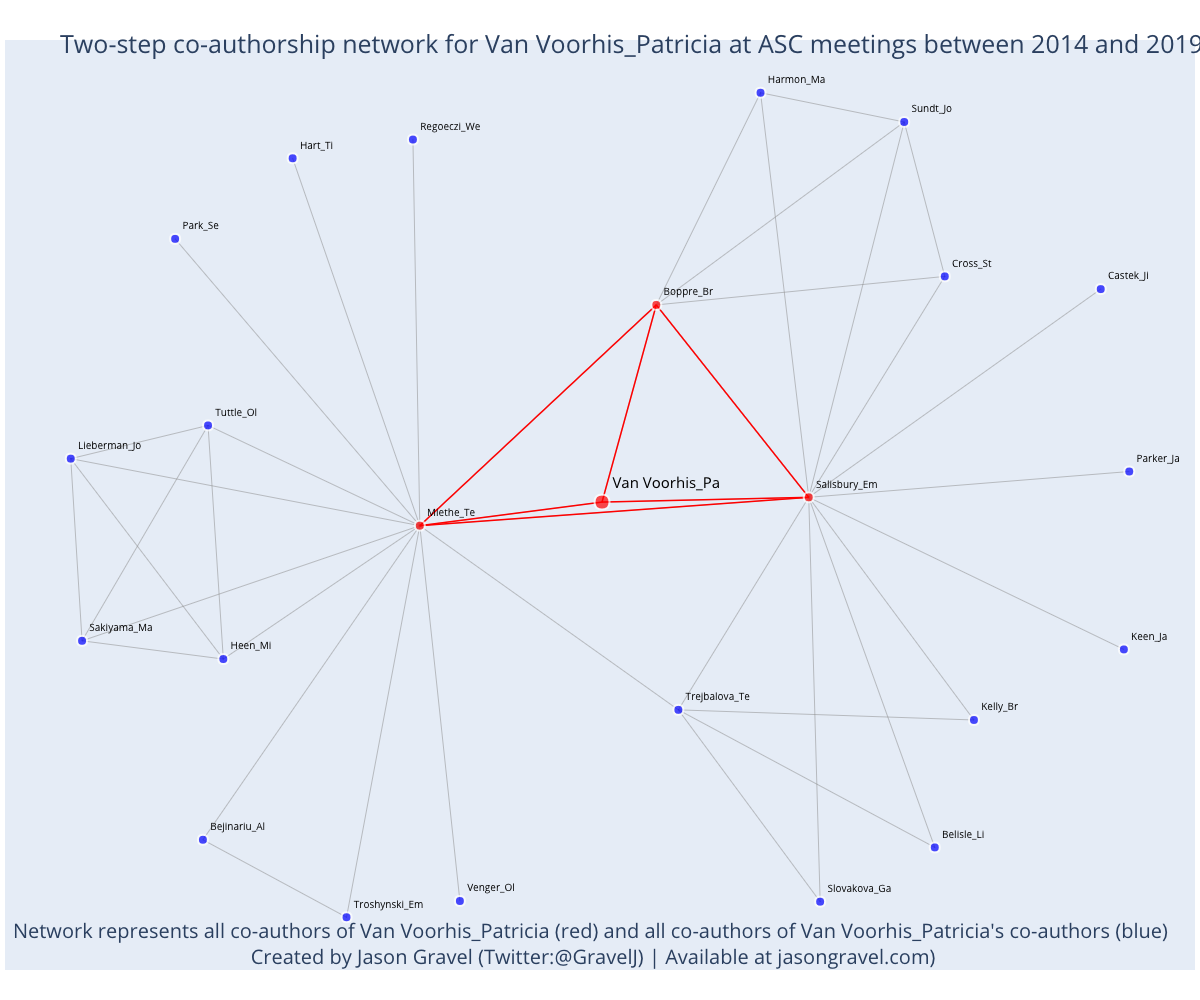 Two-step co-authorship network for Van Voorhis_Patricia at ASC meetings between 2014 and 2019
Harmon_Ma
Sundt_Jo
Regoeczi_We
Hart_Ti
Park_Se
Cross_St
Castek_Ji
Boppre_Br
Tuttle_Ol
Lieberman_Jo
Parker_Ja
Van Voorhis_Pa
Salisbury_Em
Miethe_Te
Sakiyama_Ma
Heen_Mi
Keen_Ja
Trejbalova_Te
Kelly_Br
Bejinariu_Al
Belisle_Li
Venger_Ol
Slovakova_Ga
Troshynski_Em
Network represents all co-authors of Van Voorhis_Patricia (red) and all co-authors of Van Voorhis_Patricia's co-authors (blue)
Created by Jason Gravel (Twitter:@GravelJ) | Available at jasongravel.com)